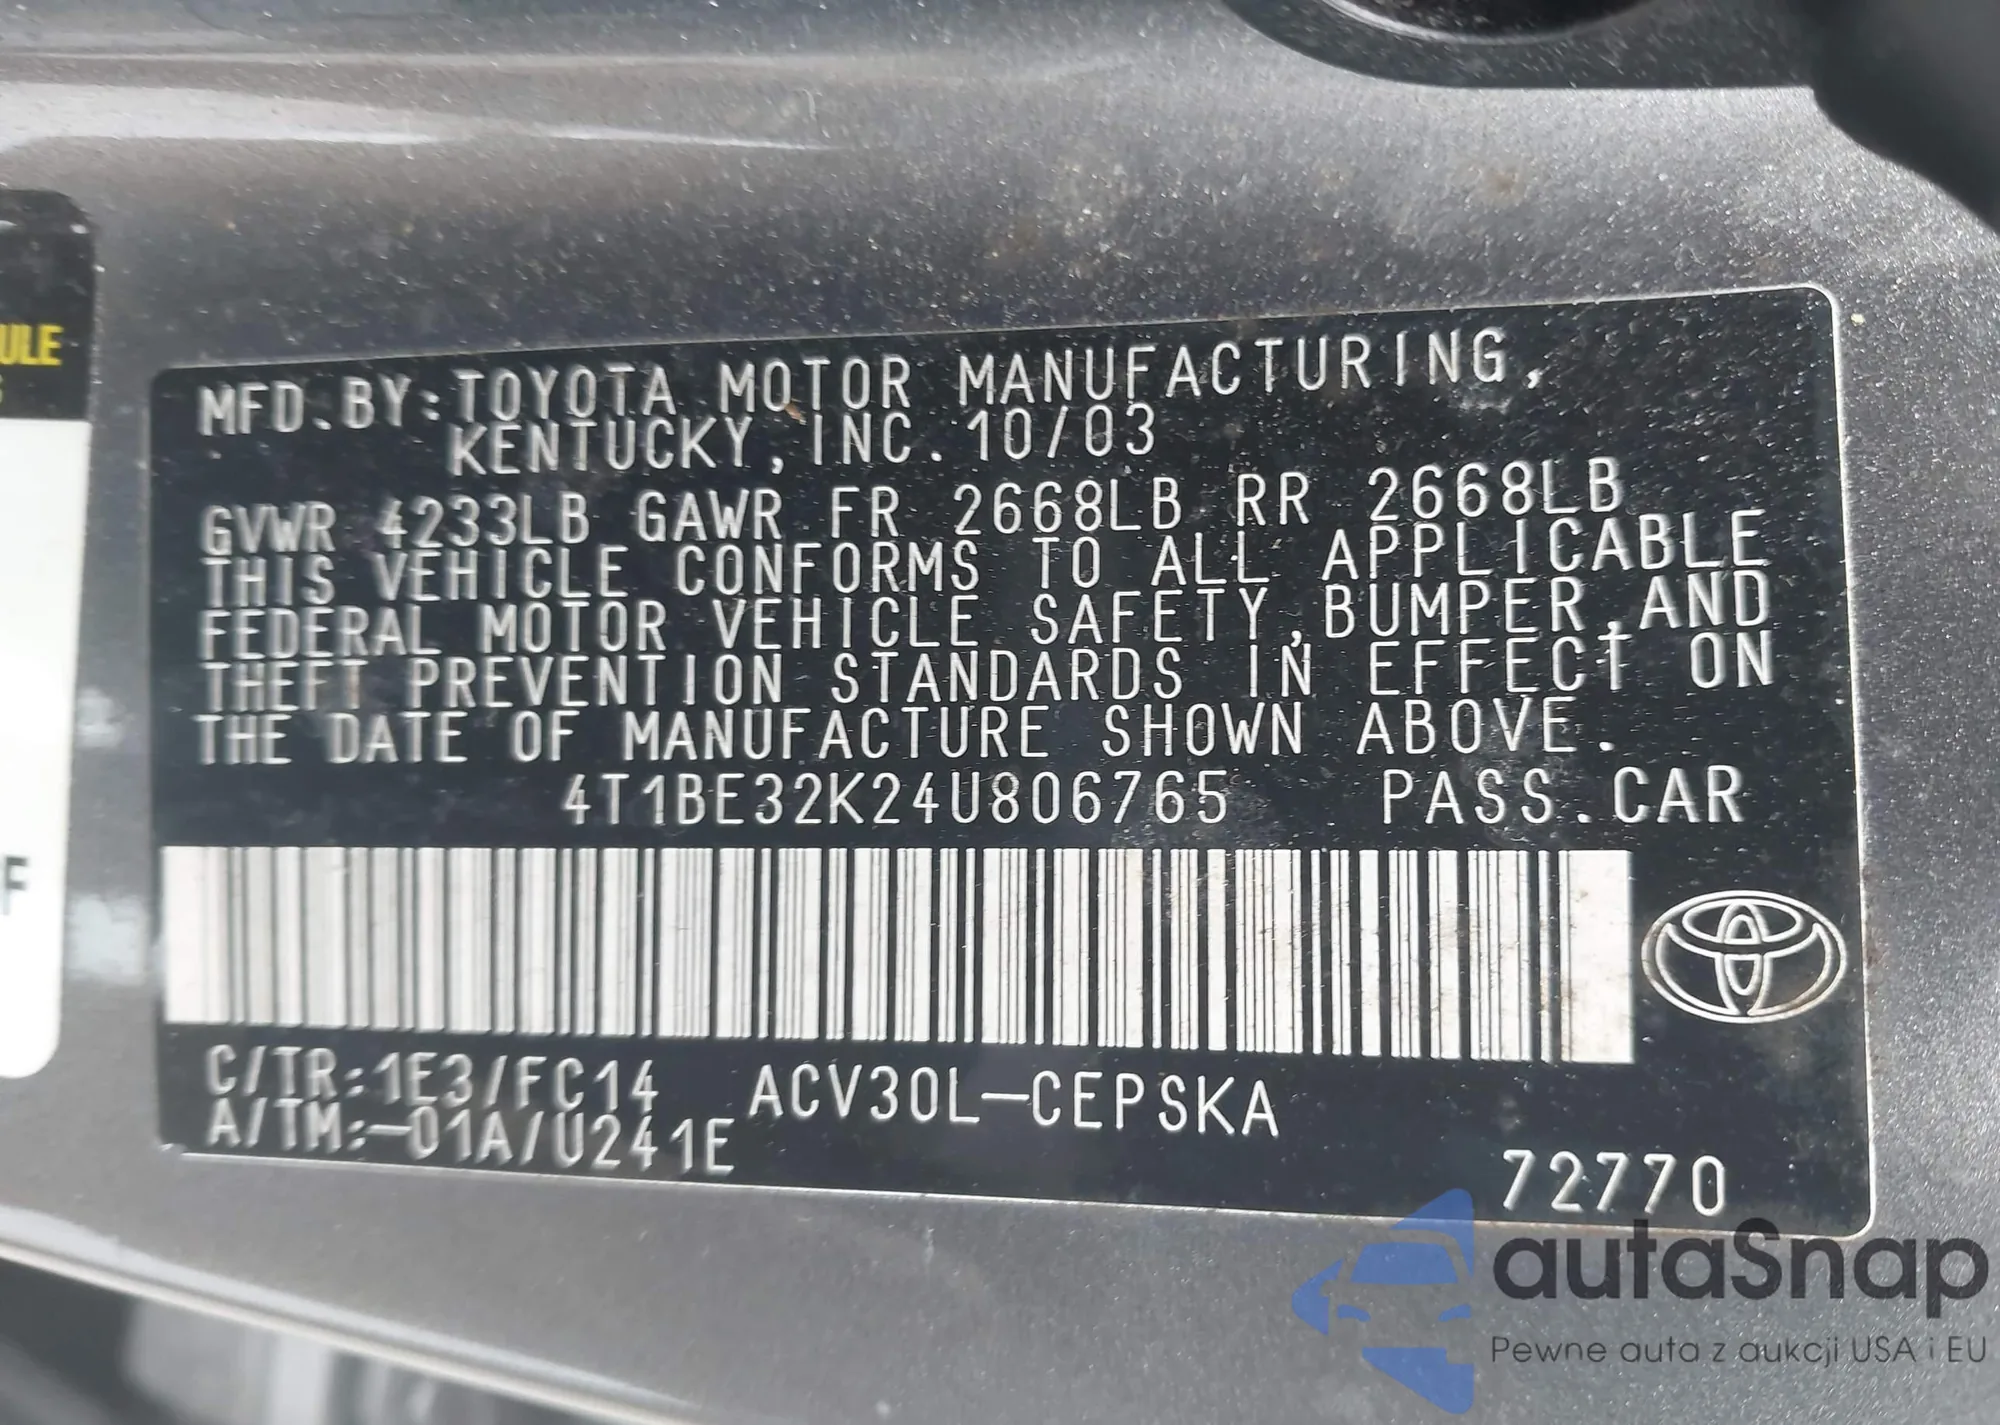 ULE
S
F
MFD.BY:TOYOTA MOTOR MANUFACTURING,
KENTUCKY, INC. 10/03
GVWR 4233LB GAWR FR 2668LB RR 2668LB
THIS VEHICLE CONFORMS TO ALL APPLICABLE
FEDERAL MOTOR VEHICLE SAFETY,BUMPER,AND
THEFT PREVENTION STANDARDS IN EFFECT ON
THE DATE OF MANUFACTURE SHOWN ABOVE.
4T1BE32K24U806765 PASS.CAR
C/TR:1E3/FC14 ACV30L-CEPSKA
A/TM:-01A/U241E
72770
autaSnap
Pewne auta z aukcji USA i EU